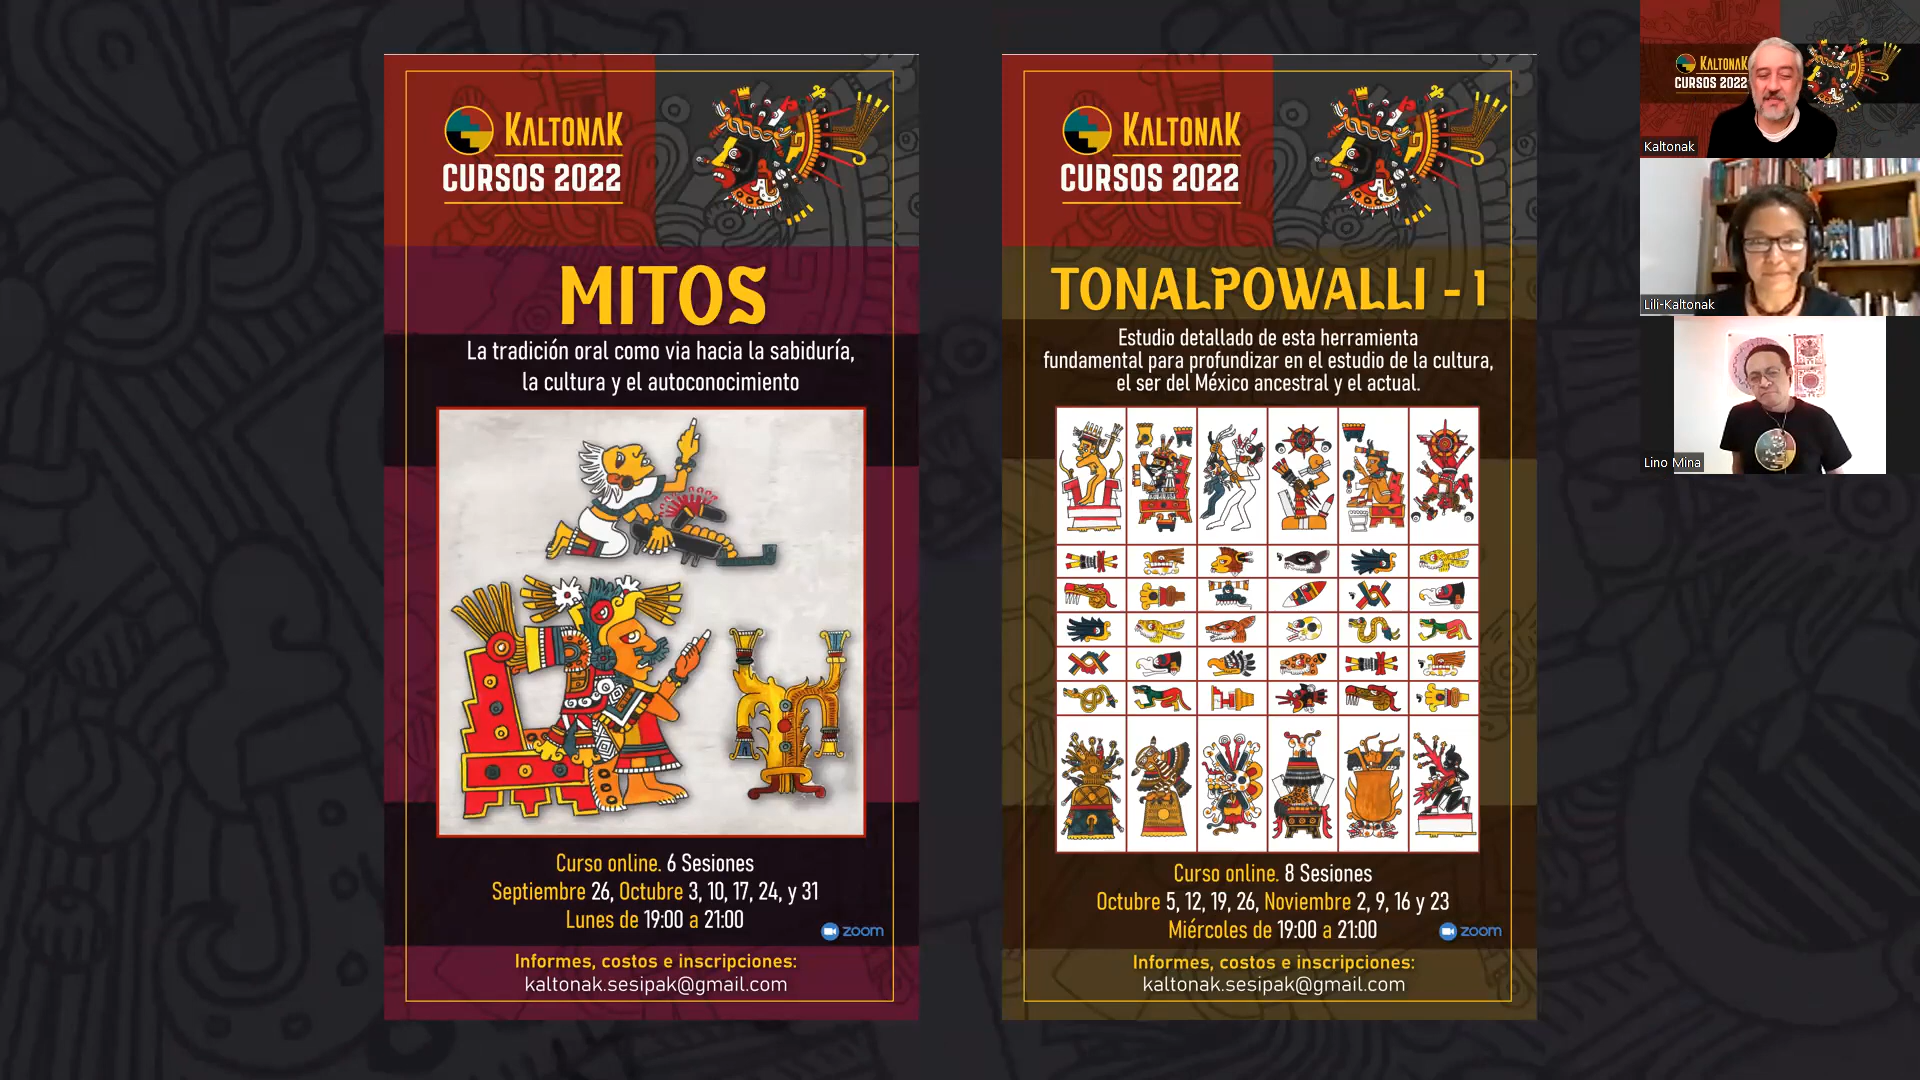 KALTONAK
CURSOS 2022
MITOS
La tradición oral como via hacia la sabiduría,
la cultura y el autoconocimiento
Curso online. 6 Sesiones
Septiembre 26, Octubre 3, 10, 17, 24, y 31
Lunes de 19:00 a 21:00
zoom
Informes, costos e inscripciones:
kaltonak.sesipak@gmail.com
KALTONAK
CURSOS 2022
TONALPOWALLI - 1
Estudio detallado de esta herramienta
fundamental para profundizar en el estudio de la cultura,
el ser del México ancestral y el actual.
Curso online. 8 Sesiones
Octubre 5, 12, 19, 26, Noviembre 2, 9, 16 y 23
Miércoles de 19:00 a 21:00
zoom
Informes, costos e inscripciones:
kaltonak.sesipak@gmail.com
KALTONAK
CURSOS 2022
Kaltonak
Lili-Kaltonak
Lino Mina